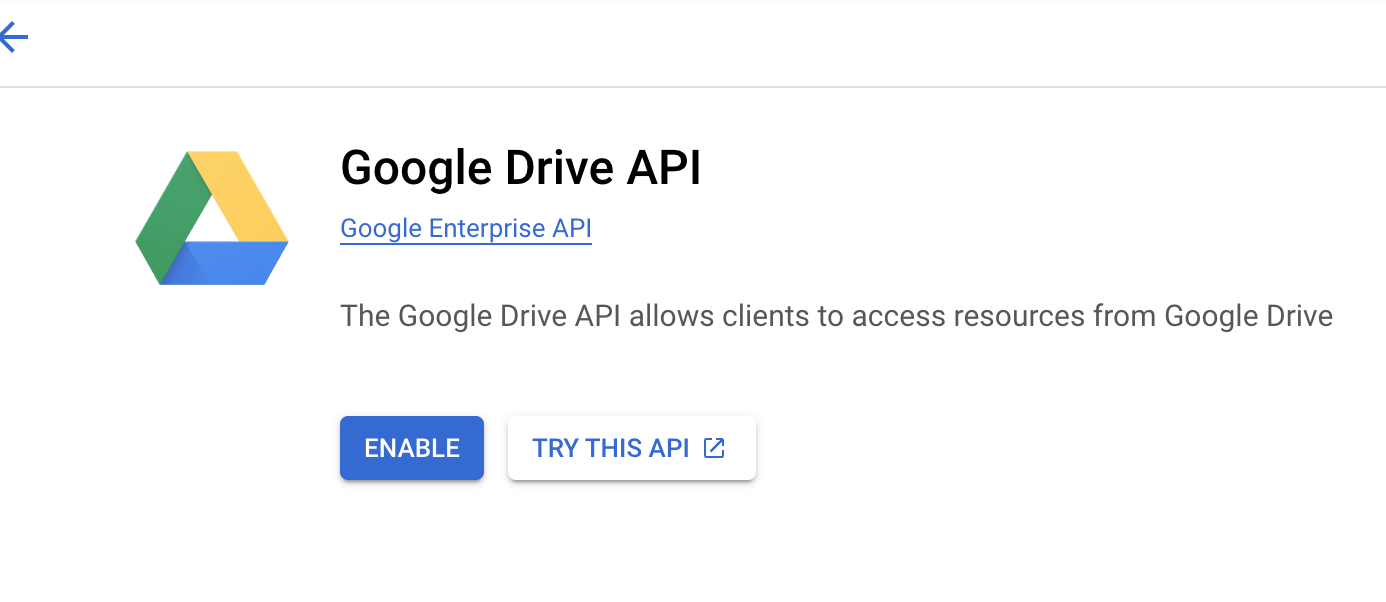 Google Drive API
Google Enterprise API
The Google Drive API allows clients to access resources from Google Drive
ENABLE
TRY THIS API